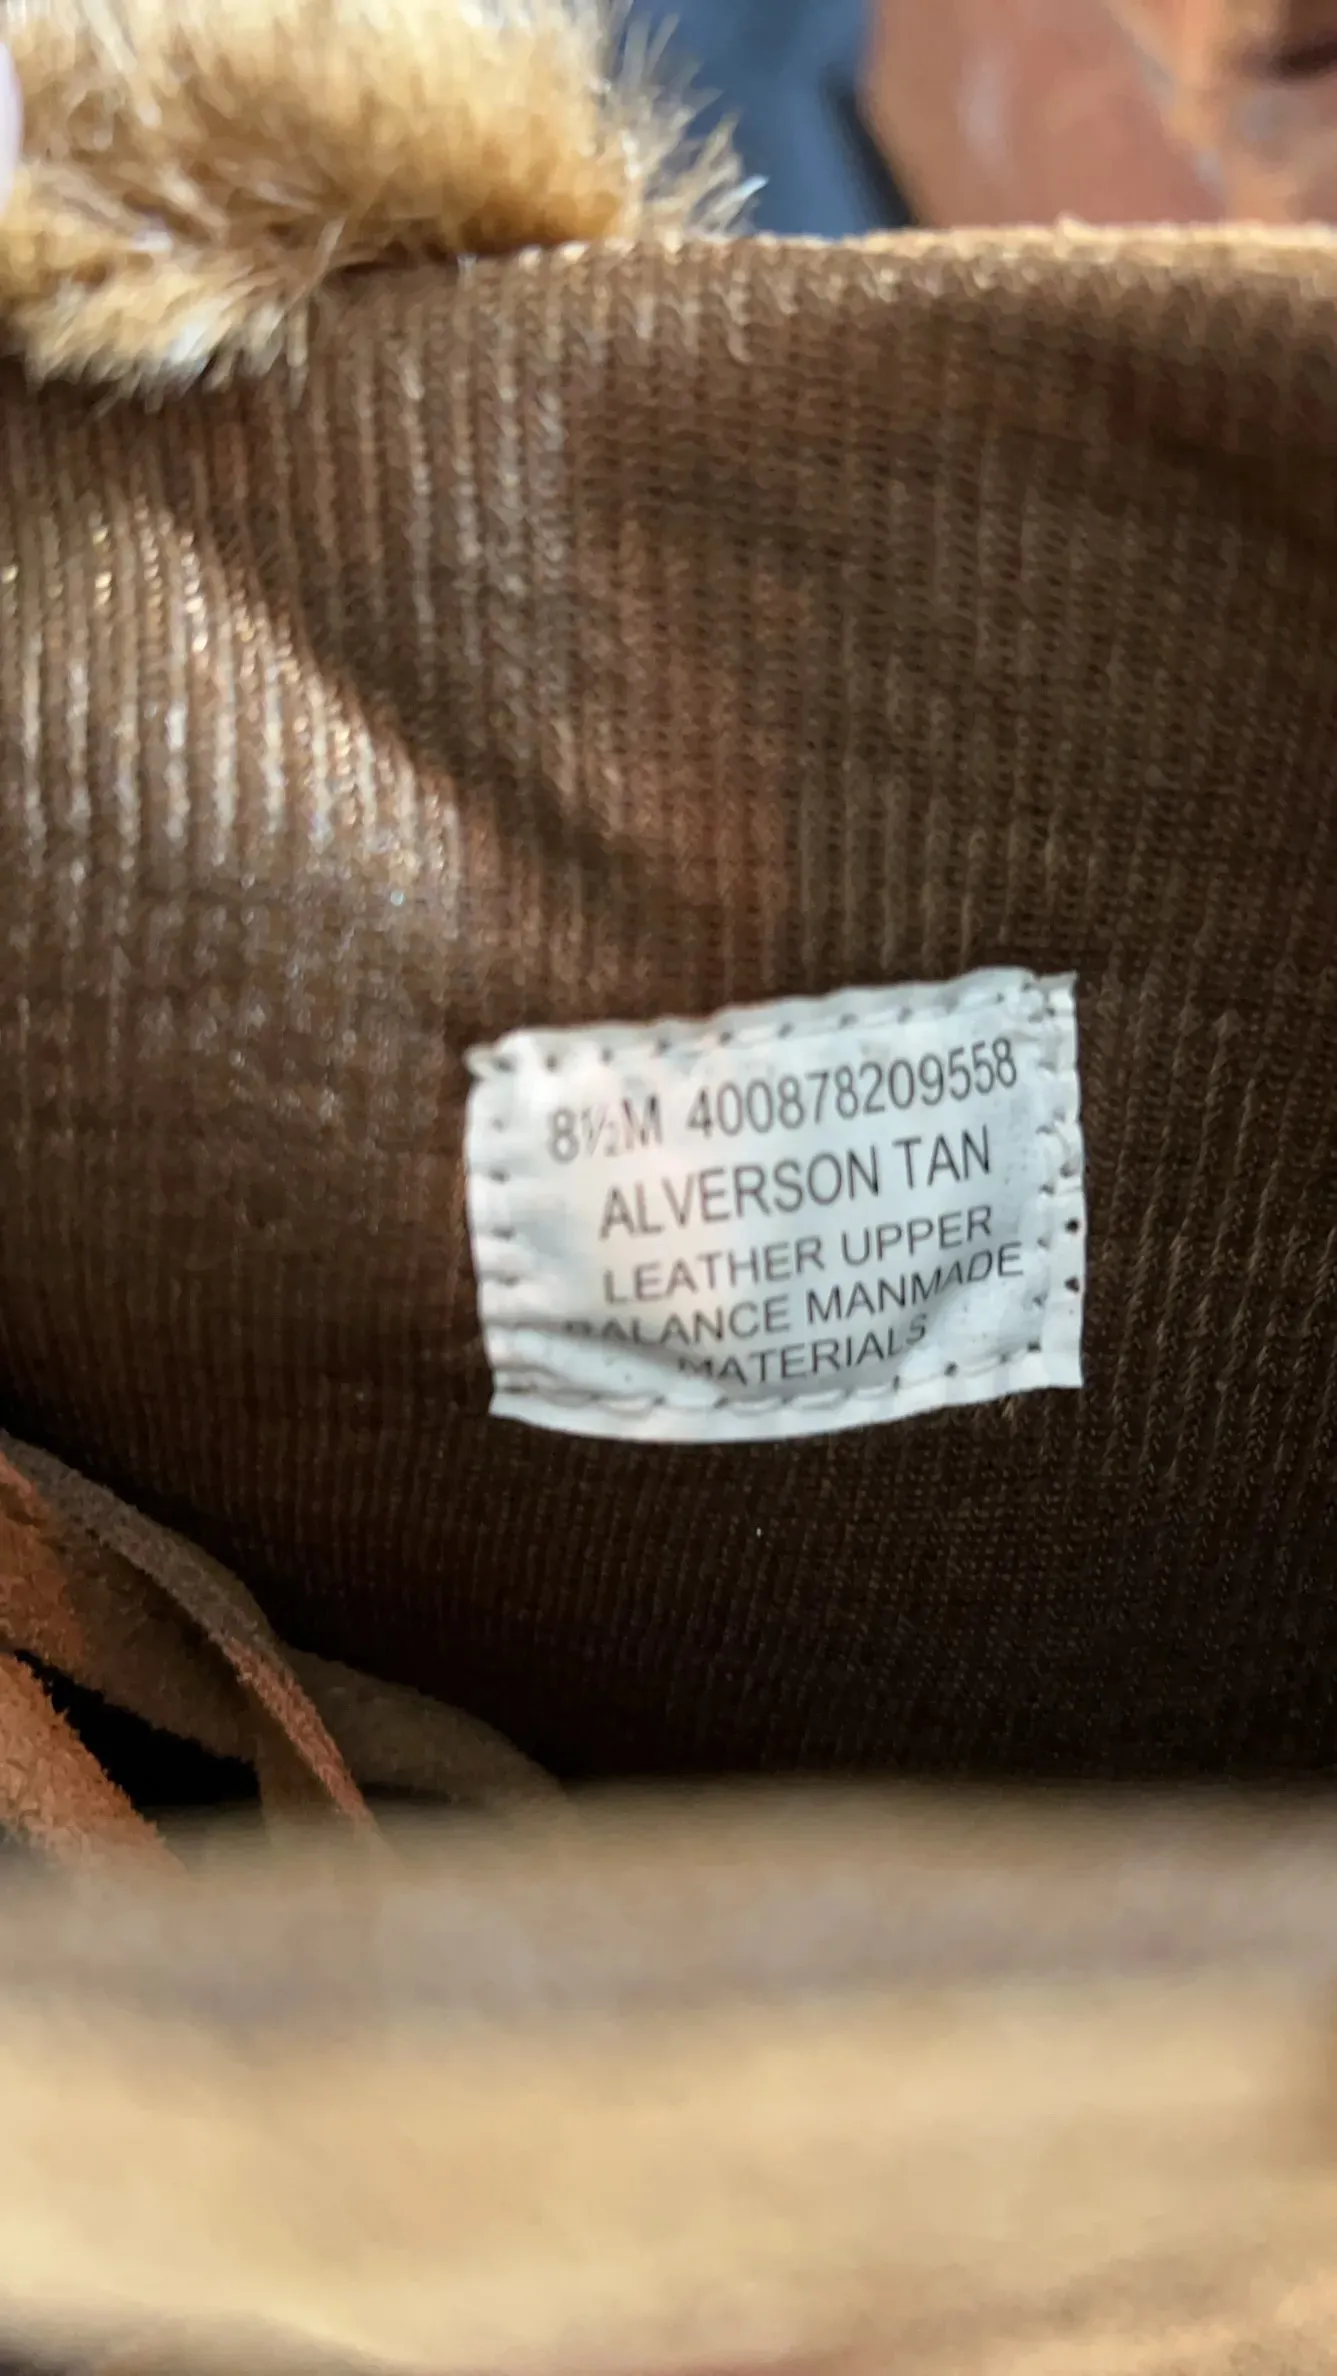 8½M 400878209558
ALVERSON TAN
LEATHER UPPER
BALANCE MANMADE
MATERIALS